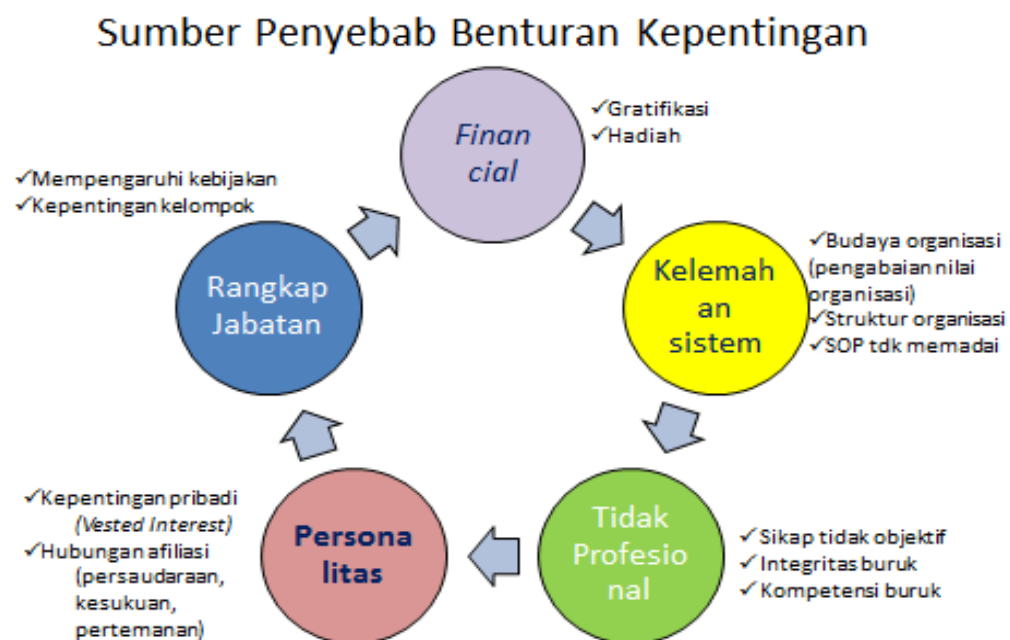 Sumber Penyebab Benturan Kepentingan
Finan
cial
✓Gratifikasi
✓Hadiah
Kelemah
an
sistem
✓Budaya organisasi
(pengabaian nilai
organisasi)
✓Struktur organisasi
✓SOP tdk memadai
Tidak
Profesio
nal
✓Sikap tidak objektif
✓Integritas buruk
✓Kompetensi buruk
Persona
litas
✓Kepentingan pribadi
(Vested Interest)
✓Hubungan afiliasi
(persaudaraan,
kesukuan,
pertemanan)
Rangkap
Jabatan
✓Mempengaruhi kebijakan
✓Kepentingan kelompok